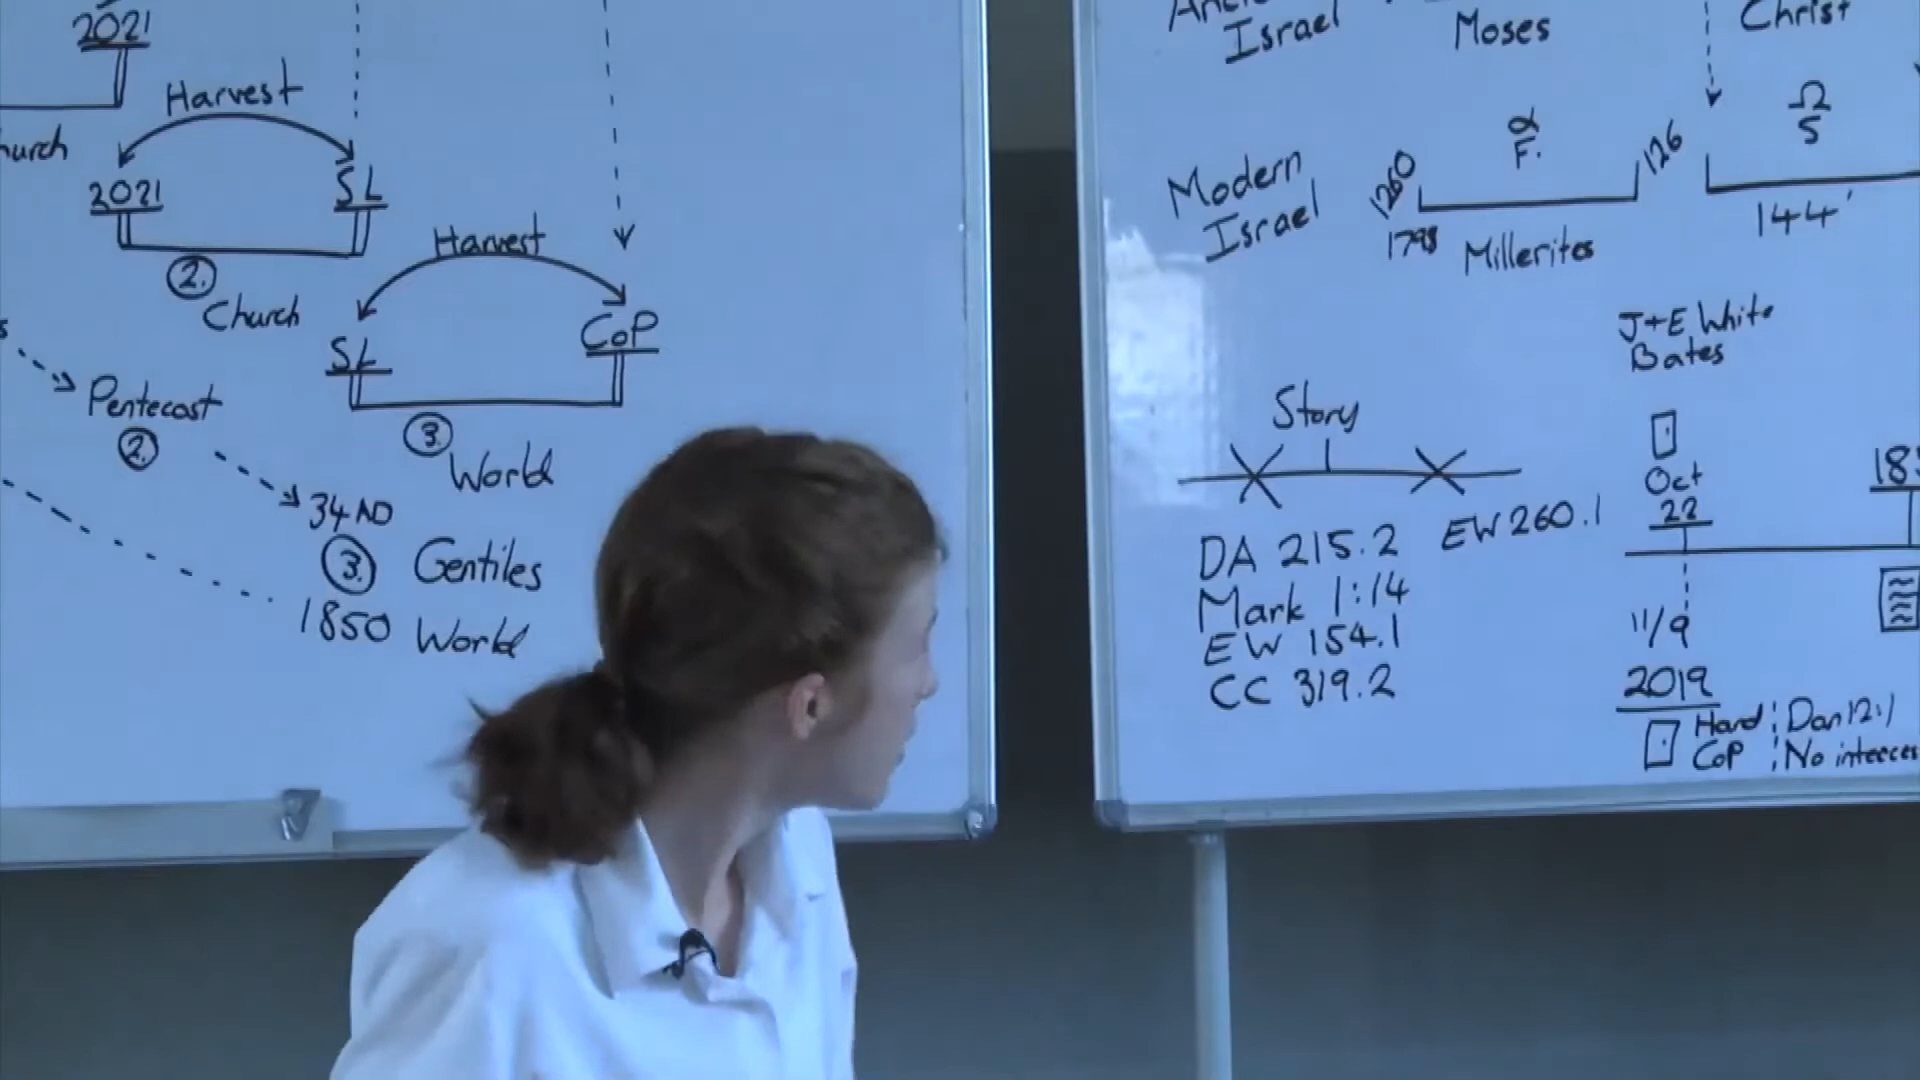 2021
Harvest
2021
SL
2.
Church
Harvest
SL
CoP
3.
World
Pentecost
2.
34 AD
3. Gentiles
1850 World
Israel
Moses
Christ
Modern
Israel
1260
1798
α
F.
126
Millerites
Ω
S
144
J+E White
Bates
Story
DA 215.2
EW 260.1
Mark 1:14
EW 154.1
CC 319.2
Oct
22
11/9
2019
Hard
CoP
Dan 12:1
No